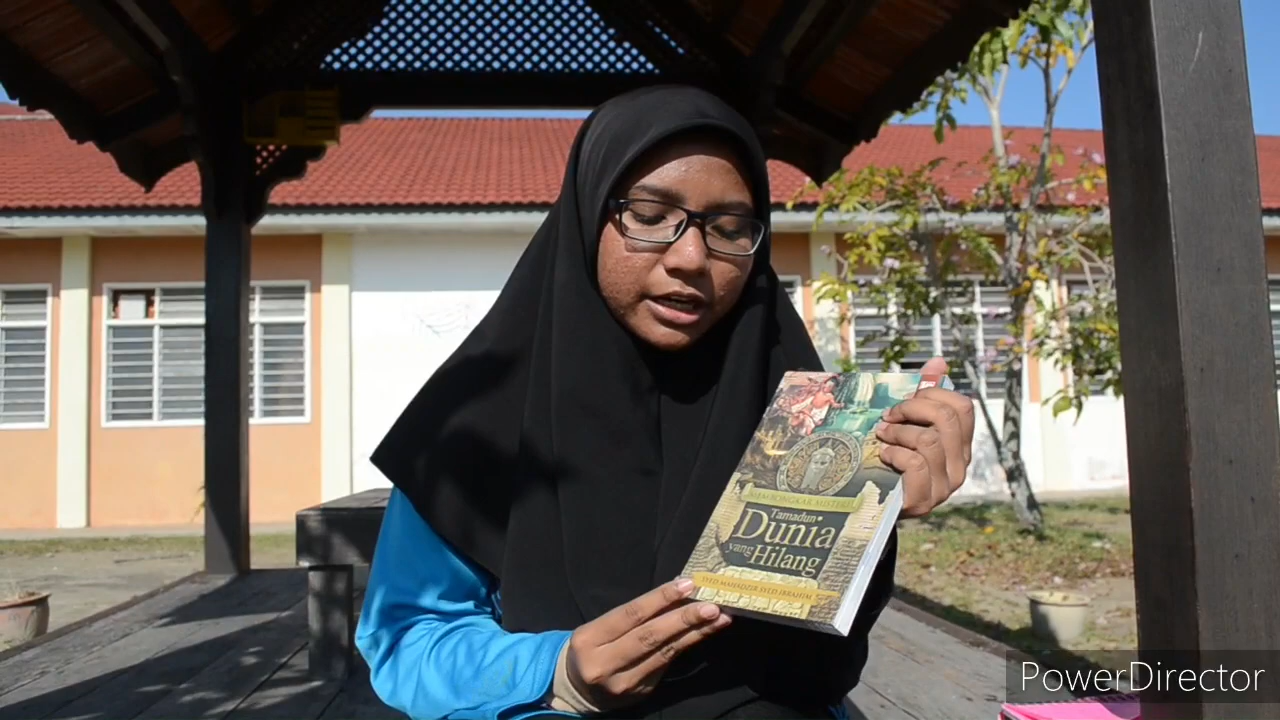 MEMBONGKAR MISTERI
Tamadun
Dunia
yang Hilang
SYED MAHADZIR SYED IBRAHIM
PowerDirector